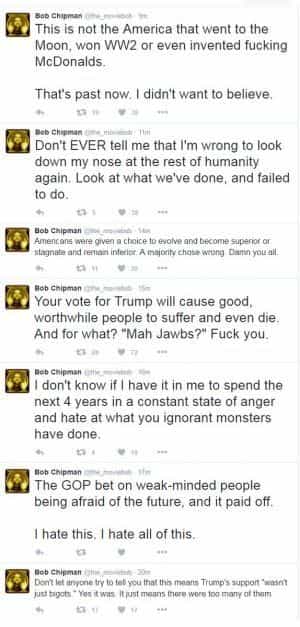 Bob Chipman @the_moviebob · 9m
This is not the America that went to the
Moon, won WW2 or even invented fucking
McDonalds.
That's past now. I didn't want to believe.
19
Bob Chipman @the_moviebob · 11m
Don't EVER tell me that I'm wrong to look
down my nose at the rest of humanity
again. Look at what we've done, and failed
to do.
5
Bob Chipman @the_moviebob · 14m
Americans were given a choice to evolve and become superior or
stagnate and remain inferior. A majority chose wrong. Damn you all.
11
Bob Chipman @the_moviebob · 15m
Your vote for Trump will cause good,
worthwhile people to suffer and even die.
And for what? "Mah Jawbs?" Fuck you.
Bob Chipman @the_moviebob · 16m
I don't know if I have it in me to spend the
next 4 years in a constant state of anger
and hate at what you ignorant monsters
have done.
Bob Chipman @the_moviebob · 17m
The GOP bet on weak-minded people
being afraid of the future, and it paid off.
I hate this. I hate all of this.
Bob Chipman @the_moviebob · 20m
Don't let anyone try to tell you that this means Trump's support "wasn't
just bigots." Yes it was. It just means there were too many of them.